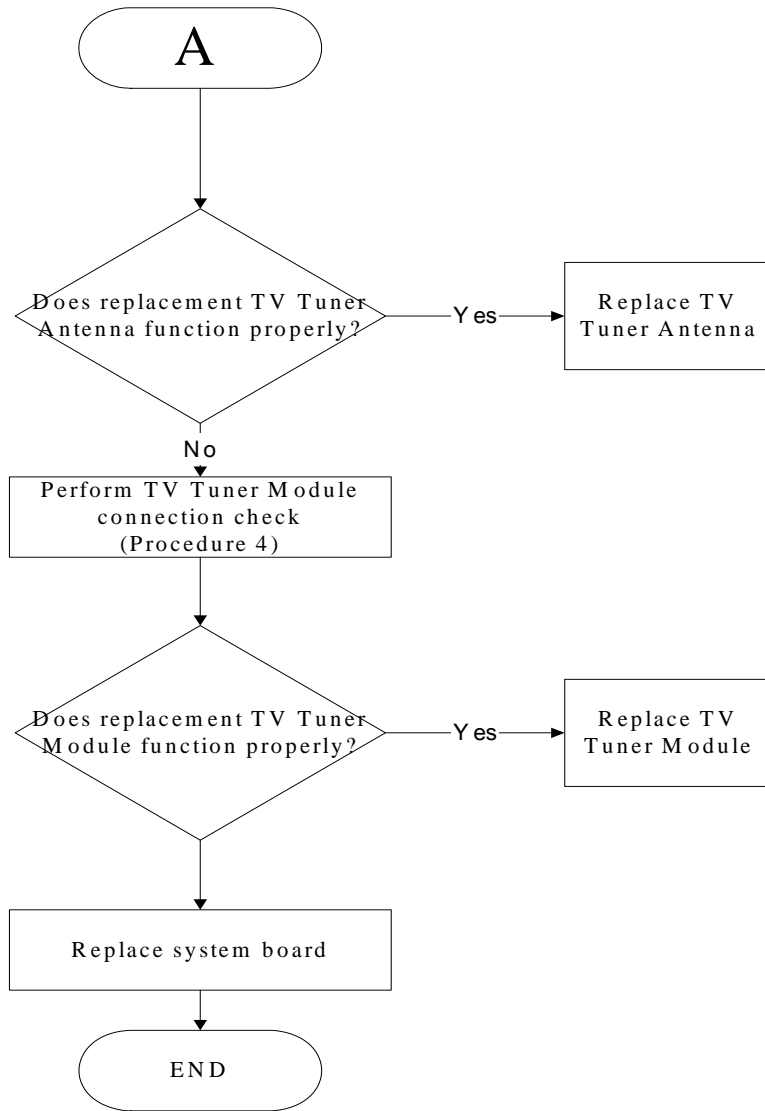 A
Does replacement TV Tuner
Antenna function properly?
Yes
Replace TV
Tuner Antenna
No
Perform TV Tuner Module
connection check
(Procedure 4)
Does replacement TV Tuner
Module function properly?
Yes
Replace TV
Tuner Module
Replace system board
END